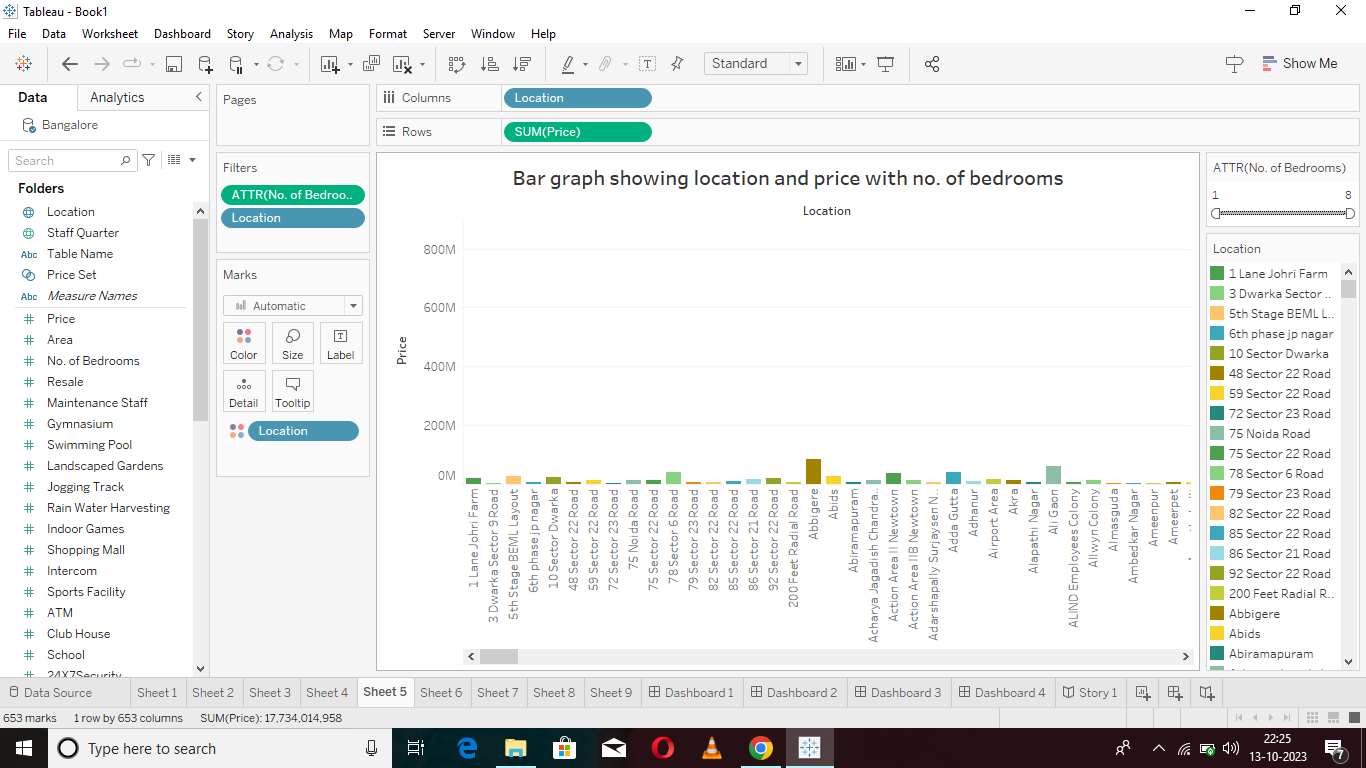 Tableau - Book1
File Data Worksheet Dashboard Story Analysis Map Format Server Window Help
Standard
Show Me
Data Analytics
Bangalore
Search
Folders
Location
Staff Quarter
Abc Table Name
Price Set
Abc Measure Names
Price
Area
No. of Bedrooms
Resale
Maintenance Staff
Gymnasium
Swimming Pool
Landscaped Gardens
Jogging Track
Rain Water Harvesting
Indoor Games
Shopping Mall
Intercom
Sports Facility
ATM
Club House
School
24X7Security
Pages
Filters
ATTR(No. of Bedroo..
Location
Marks
Automatic
Color Size Label
Detail Tooltip
Location
Columns Location
Rows SUM(Price)
Bar graph showing location and price with no. of bedrooms
Location
Price
800M
600M
400M
200M
0M
1 Lane Johri Farm
3 Dwarka Sector 9 Road
5th Stage BEML Layout
6th phase jp nagar
10 Sector Dwarka
48 Sector 22 Road
59 Sector 22 Road
72 Sector 23 Road
75 Noida Road
75 Sector 22 Road
78 Sector 6 Road
79 Sector 23 Road
82 Sector 22 Road
85 Sector 22 Road
86 Sector 21 Road
92 Sector 22 Road
200 Feet Radial Road
Abbigere
Abids
Abiramapuram
Acharya Jagadish Chandra..
Action Area II Newtown
Action Area IIB Newtown
Adarshapally Surjaysen N..
Adda Gutta
Adhanur
Airport Area
Akra
Alapathi Nagar
Ali Gaon
ALIND Employees Colony
Allwyn Colony
Almasguda
Ambedkar Nagar
Ameenpur
Ameerpet
ATTR(No. of Bedrooms)
1 8
Location
1 Lane Johri Farm
3 Dwarka Sector ..
5th Stage BEML L..
6th phase jp nagar
10 Sector Dwarka
48 Sector 22 Road
59 Sector 22 Road
72 Sector 23 Road
75 Noida Road
75 Sector 22 Road
78 Sector 6 Road
79 Sector 23 Road
82 Sector 22 Road
85 Sector 22 Road
86 Sector 21 Road
92 Sector 22 Road
200 Feet Radial R..
Abbigere
Abids
Abiramapuram
Data Source Sheet 1 Sheet 2 Sheet 3 Sheet 4 Sheet 5 Sheet 6 Sheet 7 Sheet 8 Sheet 9 Dashboard 1 Dashboard 2 Dashboard 3 Dashboard 4 Story 1
653 marks 1 row by 653 columns SUM(Price): 17,734,014,958
Type here to search
22:25
13-10-2023
7